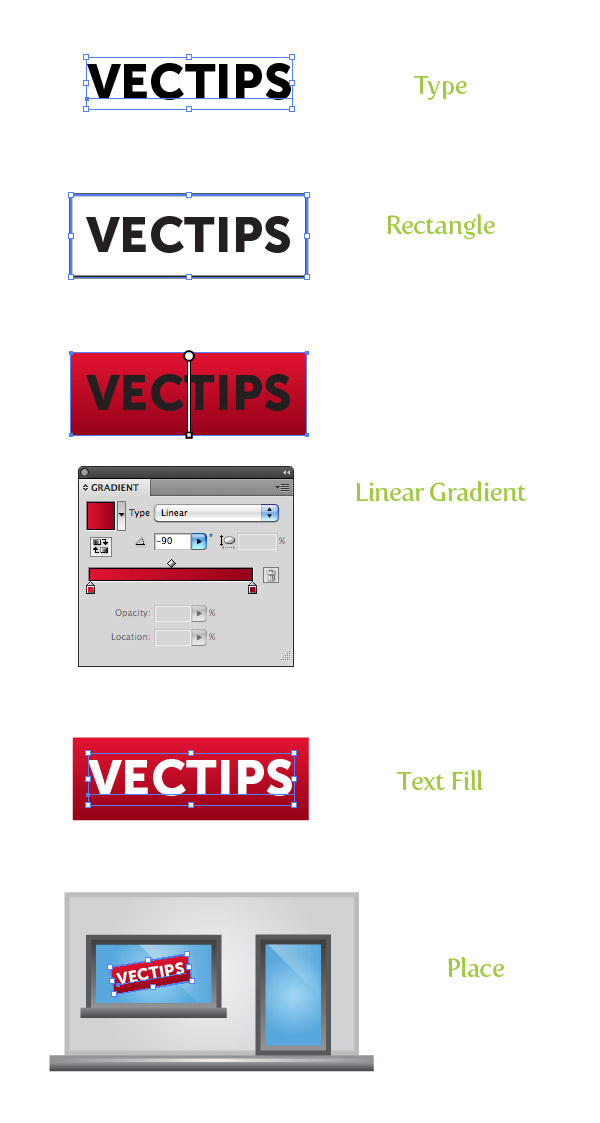 VECTIPS
Type
VECTIPS
Rectangle
VECTIPS
Linear Gradient
GRADIENT
Type Linear
-90 ° %
Opacity: %
Location: %
VECTIPS
Text Fill
VECTIPS
Place